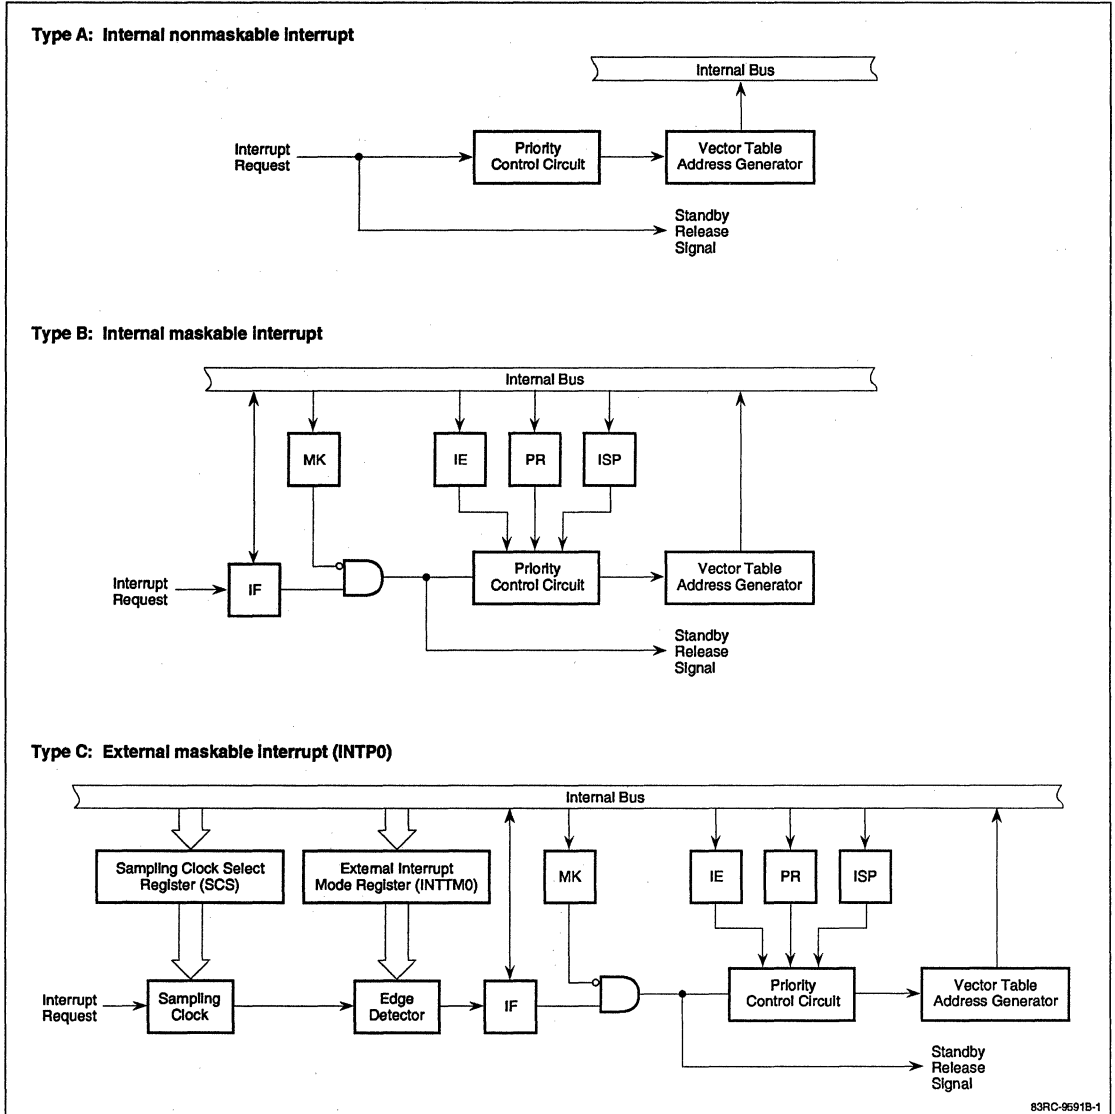 Type A: Internal nonmaskable interrupt
Internal Bus
Interrupt
Request
Priority
Control Circuit
Vector Table
Address Generator
Standby
Release
Signal
Type B: Internal maskable interrupt
Internal Bus
MK
IE
PR
ISP
Interrupt
Request
IF
Priority
Control Circuit
Vector Table
Address Generator
Standby
Release
Signal
Type C: External maskable interrupt (INTP0)
Internal Bus
Sampling Clock Select
Register (SCS)
External Interrupt
Mode Register (INTTM0)
MK
IE
PR
ISP
Interrupt
Request
Sampling
Clock
Edge
Detector
IF
Priority
Control Circuit
Vector Table
Address Generator
Standby
Release
Signal
83RC-9591B-1